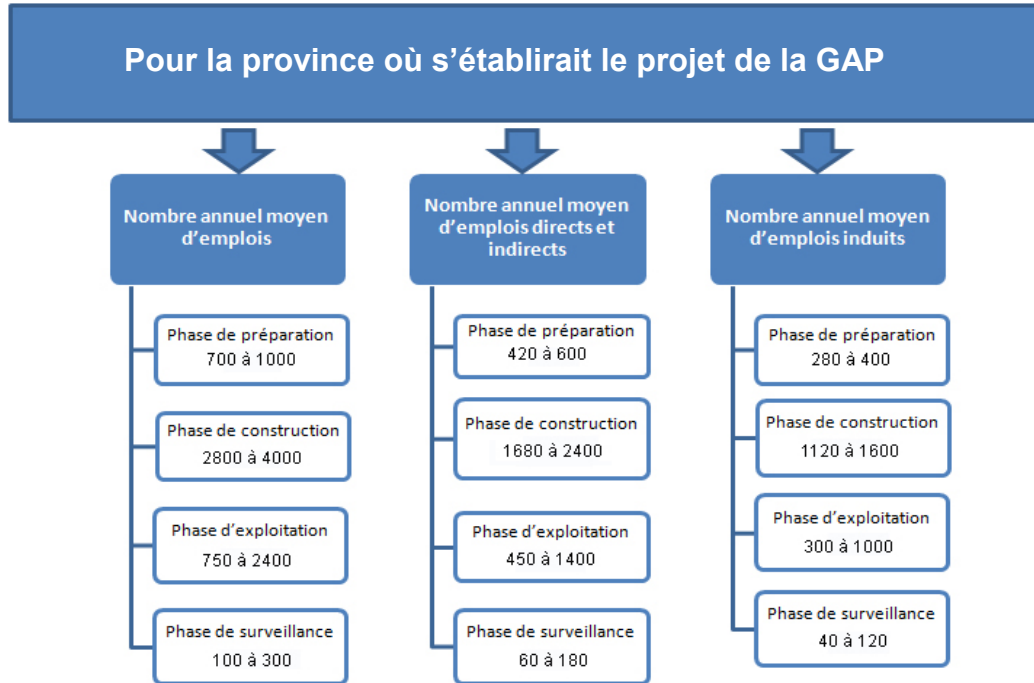 Pour la province où s’établirait le projet de la GAP
Nombre annuel moyen
d’emplois
Phase de préparation
700 à 1000
Phase de construction
2800 à 4000
Phase d’exploitation
750 à 2400
Phase de surveillance
100 à 300
Nombre annuel moyen
d’emplois directs et
indirects
Phase de préparation
420 à 600
Phase de construction
1680 à 2400
Phase d’exploitation
450 à 1400
Phase de surveillance
60 à 180
Nombre annuel moyen
d’emplois induits
Phase de préparation
280 à 400
Phase de construction
1120 à 1600
Phase d’exploitation
300 à 1000
Phase de surveillance
40 à 120